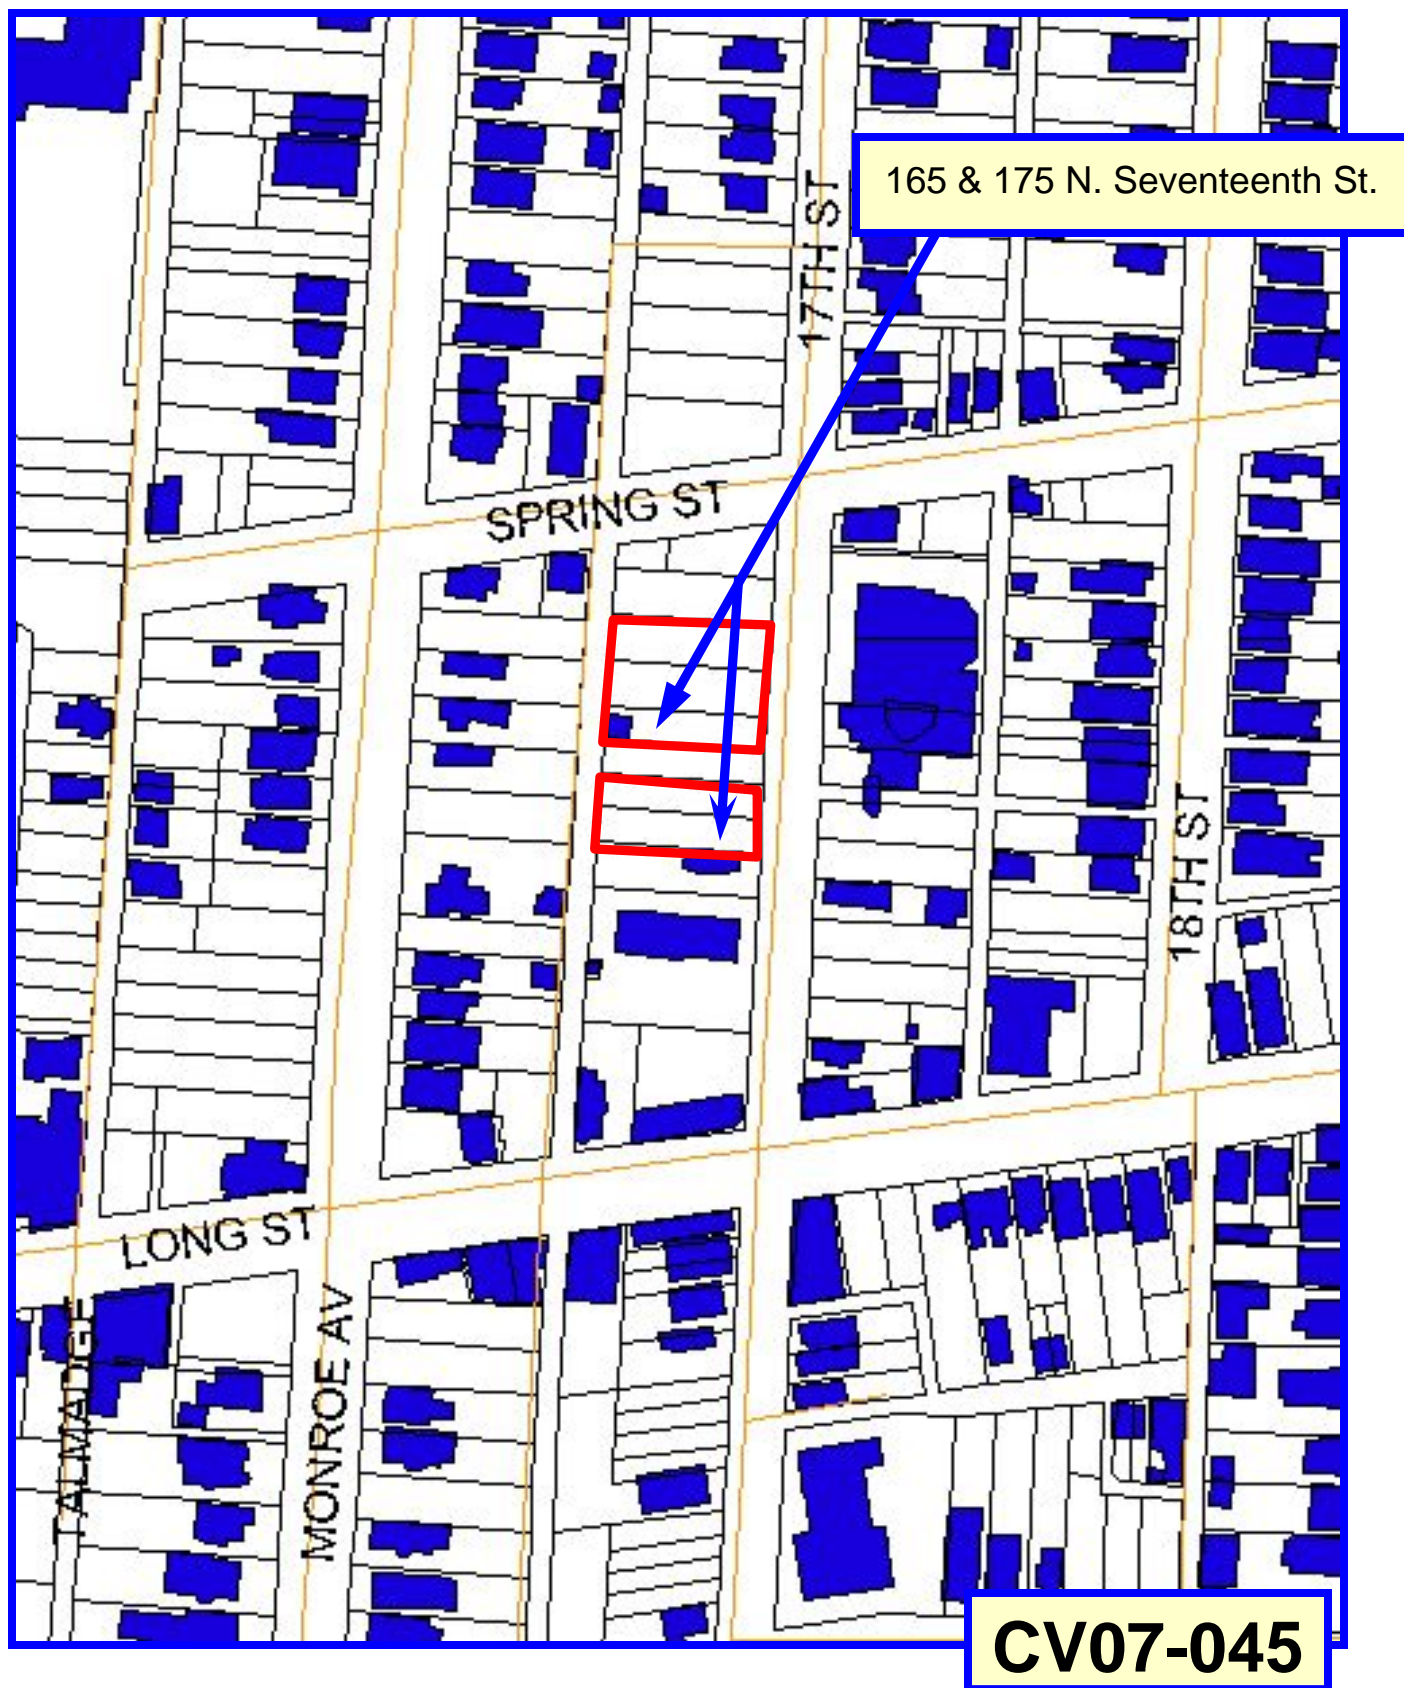 165 & 175 N. Seventeenth St.
17TH ST
SPRING ST
18TH ST
LONG ST
TALMADGE
MONROE AV
CV07-045